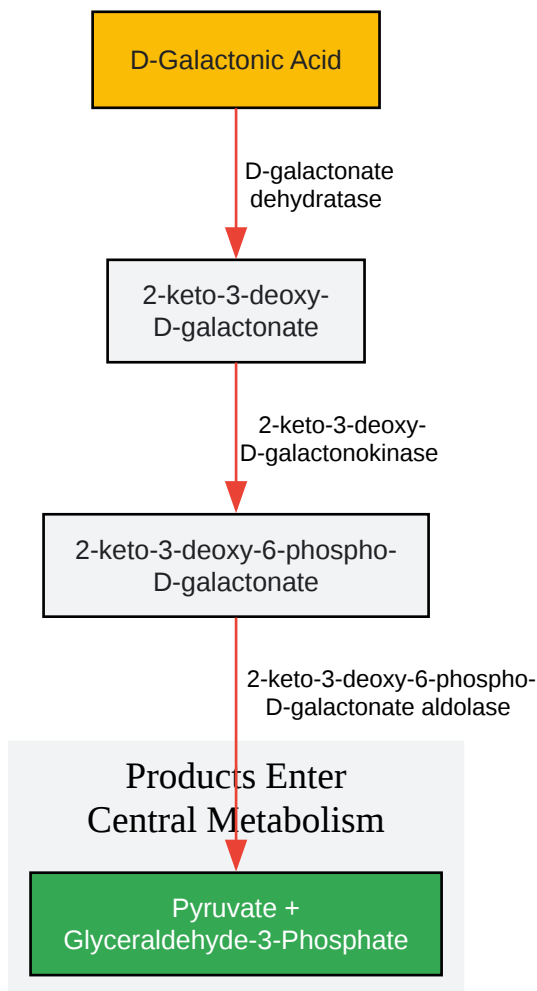 D-Galactonic Acid
D-galactonate
dehydratase
2-keto-3-deoxy-
D-galactonate
2-keto-3-deoxy-
D-galactonokinase
2-keto-3-deoxy-6-phospho-
D-galactonate
2-keto-3-deoxy-6-phospho-
D-galactonate aldolase
Products Enter
Central Metabolism
Pyruvate +
Glyceraldehyde-3-Phosphate